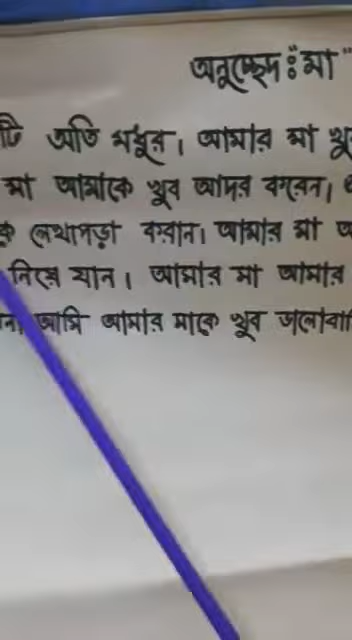 অনুচ্ছেদ : "মা"
টি অতি মধুর। আমার মা খুব
মা আমাকে খুব আদর করেন।
কে লেখাপড়া করান। আমার মা
নিয়ে যান। আমার মা আমার
আমি আমার মাকে খুব ভালোবাসি